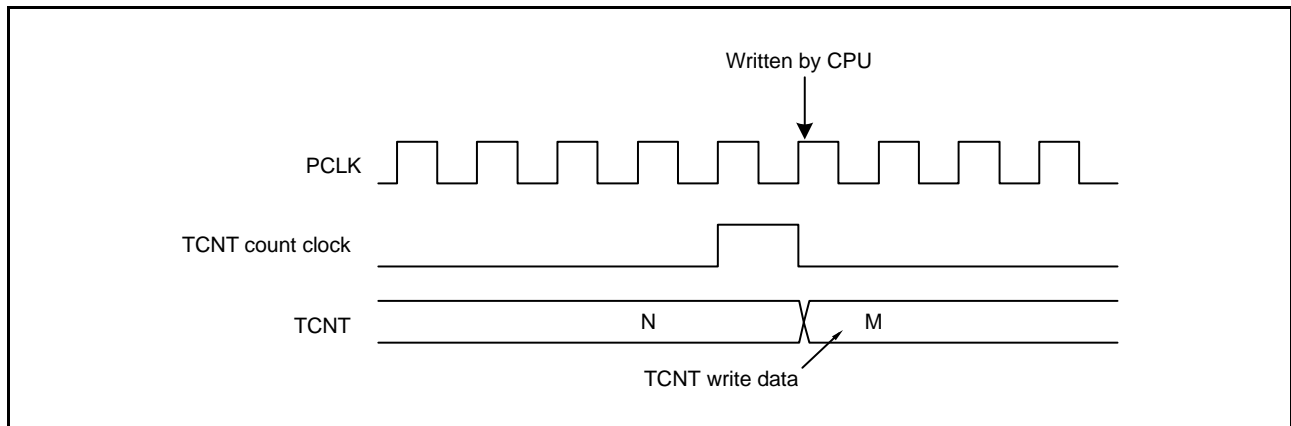 Written by CPU
PCLK
TCNT count clock
TCNT
N
M
TCNT write data